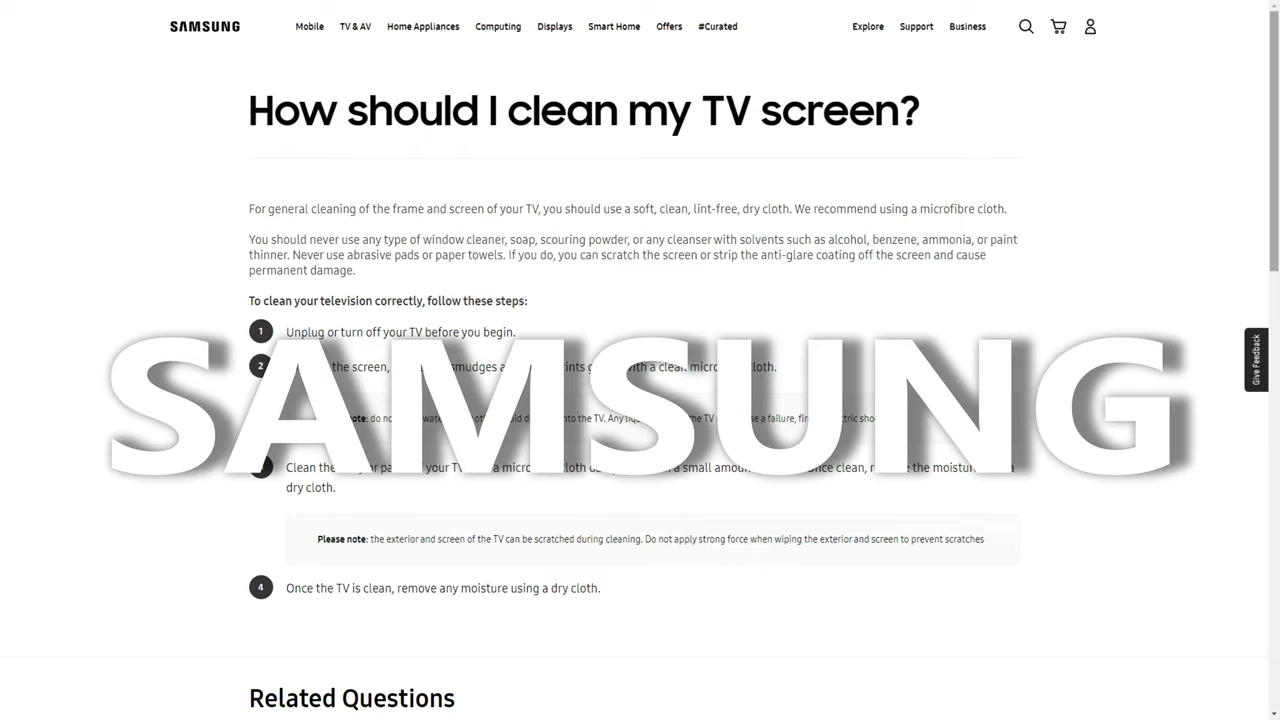 SAMSUNG
Mobile TV & AV Home Appliances Computing Displays Smart Home Offers #Curated Explore Support Business
How should I clean my TV screen?
For general cleaning of the frame and screen of your TV, you should use a soft, clean, lint-free, dry cloth. We recommend using a microfibre cloth.
You should never use any type of window cleaner, soap, scouring powder, or any cleanser with solvents such as alcohol, benzene, ammonia, or paint
thinner. Never use abrasive pads or paper towels. If you do, you can scratch the screen or strip the anti-glare coating off the screen and cause
permanent damage.
To clean your television correctly, follow these steps:
1 Unplug or turn off your TV before you begin.
2 the screen, smudges with a clean cloth.
SAMSUNG
Give Feedback
note: do into the TV. Any the TV a failure,
Clean the your TV a cloth a small once clean, the
dry cloth.
Please note: the exterior and screen of the TV can be scratched during cleaning. Do not apply strong force when wiping the exterior and screen to prevent scratches
4 Once the TV is clean, remove any moisture using a dry cloth.
Related Questions